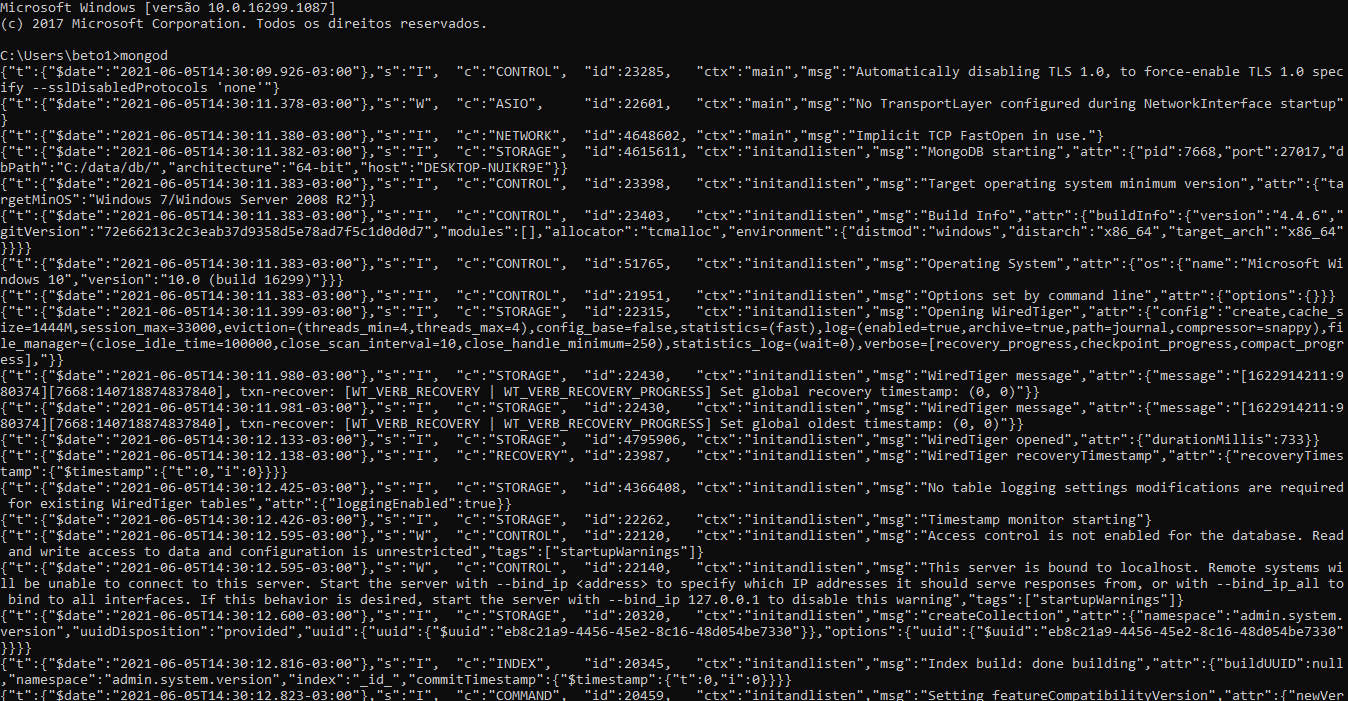 Microsoft Windows [versão 10.0.16299.1087]
(c) 2017 Microsoft Corporation. Todos os direitos reservados.
C:\Users\beto1>mongod
{"t":{"$date":"2021-06-05T14:30:09.926-03:00"},"s":"I",  "c":"CONTROL",  "id":23285,   "ctx":"main","msg":"Automatically disabling TLS 1.0, to force-enable TLS 1.0 spec
ify --sslDisabledProtocols 'none'"}
{"t":{"$date":"2021-06-05T14:30:11.378-03:00"},"s":"W",  "c":"ASIO",     "id":22601,   "ctx":"main","msg":"No TransportLayer configured during NetworkInterface startup"
}
{"t":{"$date":"2021-06-05T14:30:11.380-03:00"},"s":"I",  "c":"NETWORK",  "id":4648602, "ctx":"main","msg":"Implicit TCP FastOpen in use."}
{"t":{"$date":"2021-06-05T14:30:11.382-03:00"},"s":"I",  "c":"STORAGE",  "id":4615611, "ctx":"initandlisten","msg":"MongoDB starting","attr":{"pid":7668,"port":27017,"d
bPath":"C:/data/db/","architecture":"64-bit","host":"DESKTOP-NUIKR9E"}}
{"t":{"$date":"2021-06-05T14:30:11.383-03:00"},"s":"I",  "c":"CONTROL",  "id":23398,   "ctx":"initandlisten","msg":"Target operating system minimum version","attr":{"ta
rgetMinOS":"Windows 7/Windows Server 2008 R2"}}
{"t":{"$date":"2021-06-05T14:30:11.383-03:00"},"s":"I",  "c":"CONTROL",  "id":23403,   "ctx":"initandlisten","msg":"Build Info","attr":{"buildInfo":{"version":"4.4.6","
gitVersion":"72e66213c2c3eab37d9358d5e78ad7f5c1d0d0d7","modules":[],"allocator":"tcmalloc","environment":{"distmod":"windows","distarch":"x86_64","target_arch":"x86_64"
}}}}
{"t":{"$date":"2021-06-05T14:30:11.383-03:00"},"s":"I",  "c":"CONTROL",  "id":51765,   "ctx":"initandlisten","msg":"Operating System","attr":{"os":{"name":"Microsoft Wi
ndows 10","version":"10.0 (build 16299)"}}}
{"t":{"$date":"2021-06-05T14:30:11.383-03:00"},"s":"I",  "c":"CONTROL",  "id":21951,   "ctx":"initandlisten","msg":"Options set by command line","attr":{"options":{}}}
{"t":{"$date":"2021-06-05T14:30:11.399-03:00"},"s":"I",  "c":"STORAGE",  "id":22315,   "ctx":"initandlisten","msg":"Opening WiredTiger","attr":{"config":"create,cache_s
ize=1444M,session_max=33000,eviction=(threads_min=4,threads_max=4),config_base=false,statistics=(fast),log=(enabled=true,archive=true,path=journal,compressor=snappy),fi
le_manager=(close_idle_time=100000,close_scan_interval=10,close_handle_minimum=250),statistics_log=(wait=0),verbose=[recovery_progress,checkpoint_progress,compact_progr
ess],"}}
{"t":{"$date":"2021-06-05T14:30:11.980-03:00"},"s":"I",  "c":"STORAGE",  "id":22430,   "ctx":"initandlisten","msg":"WiredTiger message","attr":{"message":"[1622914211:9
80374][7668:140718874837840], txn-recover: [WT_VERB_RECOVERY | WT_VERB_RECOVERY_PROGRESS] Set global recovery timestamp: (0, 0)"}}
{"t":{"$date":"2021-06-05T14:30:11.981-03:00"},"s":"I",  "c":"STORAGE",  "id":22430,   "ctx":"initandlisten","msg":"WiredTiger message","attr":{"message":"[1622914211:9
80374][7668:140718874837840], txn-recover: [WT_VERB_RECOVERY | WT_VERB_RECOVERY_PROGRESS] Set global oldest timestamp: (0, 0)"}}
{"t":{"$date":"2021-06-05T14:30:12.133-03:00"},"s":"I",  "c":"STORAGE",  "id":4795906, "ctx":"initandlisten","msg":"WiredTiger opened","attr":{"durationMillis":733}}
{"t":{"$date":"2021-06-05T14:30:12.138-03:00"},"s":"I",  "c":"RECOVERY", "id":23987,   "ctx":"initandlisten","msg":"WiredTiger recoveryTimestamp","attr":{"recoveryTimes
tamp":{"$timestamp":{"t":0,"i":0}}}}
{"t":{"$date":"2021-06-05T14:30:12.425-03:00"},"s":"I",  "c":"STORAGE",  "id":4366408, "ctx":"initandlisten","msg":"No table logging settings modifications are required
 for existing WiredTiger tables","attr":{"loggingEnabled":true}}
{"t":{"$date":"2021-06-05T14:30:12.426-03:00"},"s":"I",  "c":"STORAGE",  "id":22262,   "ctx":"initandlisten","msg":"Timestamp monitor starting"}
{"t":{"$date":"2021-06-05T14:30:12.595-03:00"},"s":"W",  "c":"CONTROL",  "id":22120,   "ctx":"initandlisten","msg":"Access control is not enabled for the database. Read
 and write access to data and configuration is unrestricted","tags":["startupWarnings"]}
{"t":{"$date":"2021-06-05T14:30:12.595-03:00"},"s":"W",  "c":"CONTROL",  "id":22140,   "ctx":"initandlisten","msg":"This server is bound to localhost. Remote systems wi
ll be unable to connect to this server. Start the server with --bind_ip <address> to specify which IP addresses it should serve responses from, or with --bind_ip_all to
 bind to all interfaces. If this behavior is desired, start the server with --bind_ip 127.0.0.1 to disable this warning","tags":["startupWarnings"]}
{"t":{"$date":"2021-06-05T14:30:12.600-03:00"},"s":"I",  "c":"STORAGE",  "id":20320,   "ctx":"initandlisten","msg":"createCollection","attr":{"namespace":"admin.system.
version","uuidDisposition":"provided","uuid":{"uuid":{"$uuid":"eb8c21a9-4456-45e2-8c16-48d054be7330"}},"options":{"uuid":{"$uuid":"eb8c21a9-4456-45e2-8c16-48d054be7330"
}}}}
{"t":{"$date":"2021-06-05T14:30:12.816-03:00"},"s":"I",  "c":"INDEX",    "id":20345,   "ctx":"initandlisten","msg":"Index build: done building","attr":{"buildUUID":null
,"namespace":"admin.system.version","index":"_id_","commitTimestamp":{"$timestamp":{"t":0,"i":0}}}}
{"t":{"$date":"2021-06-05T14:30:12.823-03:00"},"s":"I",  "c":"COMMAND",  "id":20459,   "ctx":"initandlisten","msg":"Setting featureCompatibilityVersion","attr":{"newVer